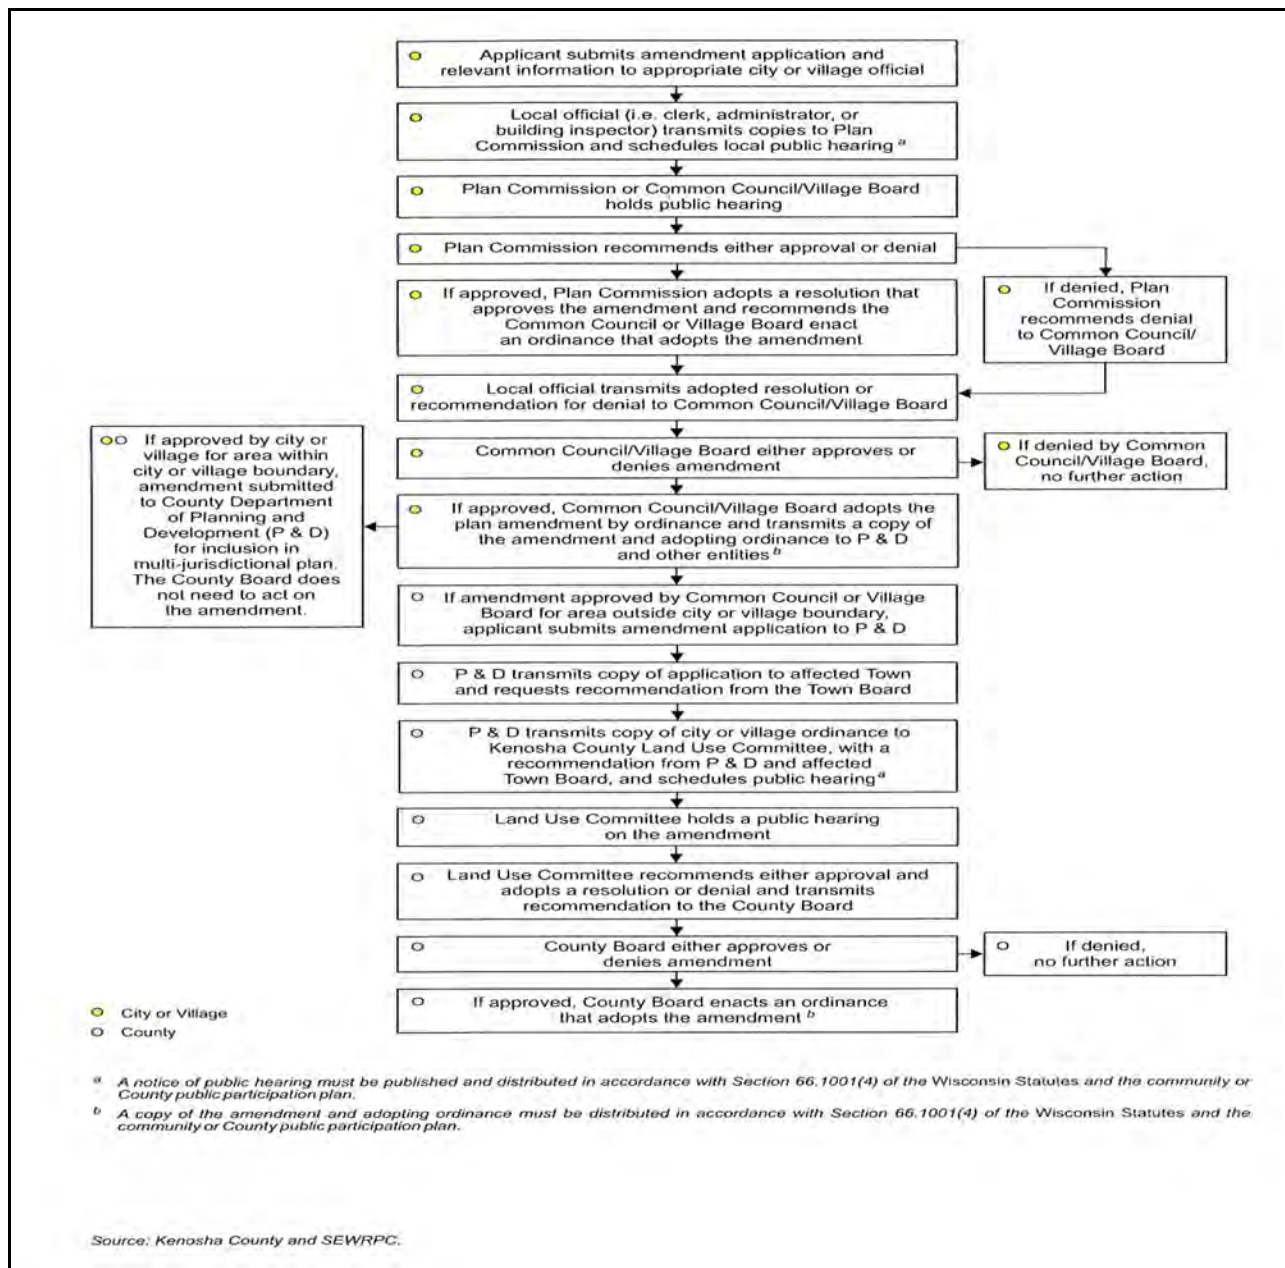 Applicant submits amendment application and
relevant information to appropriate city or village official
Local official (i.e. clerk, administrator, or
building inspector) transmits copies to Plan
Commission and schedules local public hearing a
Plan Commission or Common Council/Village Board
holds public hearing
Plan Commission recommends either approval or denial
If approved, Plan Commission adopts a resolution that
approves the amendment and recommends the
Common Council or Village Board enact
an ordinance that adopts the amendment
If denied, Plan
Commission
recommends denial
to Common Council/
Village Board
Local official transmits adopted resolution or
recommendation for denial to Common Council/Village Board
Common Council/Village Board either approves or
denies amendment
If denied by Common
Council/Village Board,
no further action
If approved, Common Council/Village Board adopts the
plan amendment by ordinance and transmits a copy of
the amendment and adopting ordinance to P & D
and other entities b
If approved by city or
village for area within
city or village boundary,
amendment submitted
to County Department
of Planning and
Development (P & D)
for inclusion in
multi-jurisdictional plan.
The County Board does
not need to act on
the amendment.
If amendment approved by Common Council or Village
Board for area outside city or village boundary,
applicant submits amendment application to P & D
P & D transmits copy of application to affected Town
and requests recommendation from the Town Board
P & D transmits copy of city or village ordinance to
Kenosha County Land Use Committee, with a
recommendation from P & D and affected
Town Board, and schedules public hearing a
Land Use Committee holds a public hearing
on the amendment
Land Use Committee recommends either approval and
adopts a resolution or denial and transmits
recommendation to the County Board
County Board either approves or
denies amendment
If denied,
no further action
If approved, County Board enacts an ordinance
that adopts the amendment b
City or Village
County
a A notice of public hearing must be published and distributed in accordance with Section 66.1001(4) of the Wisconsin Statutes and the community or
County public participation plan.
b A copy of the amendment and adopting ordinance must be distributed in accordance with Section 66.1001(4) of the Wisconsin Statutes and the
community or County public participation plan.
Source: Kenosha County and SEWRPC.